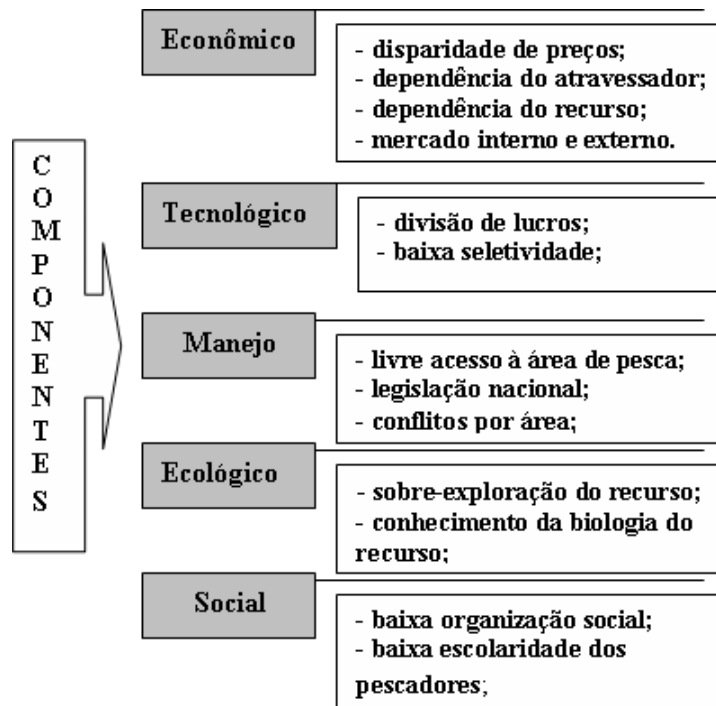 COMPONENTES
Econômico
- disparidade de preços;
- dependência do atravessador;
- dependência do recurso;
- mercado interno e externo.
Tecnológico
- divisão de lucros;
- baixa seletividade;
Manejo
- livre acesso à área de pesca;
- legislação nacional;
- conflitos por área;
Ecológico
- sobre-exploração do recurso;
- conhecimento da biologia do
recurso;
Social
- baixa organização social;
- baixa escolaridade dos
pescadores;